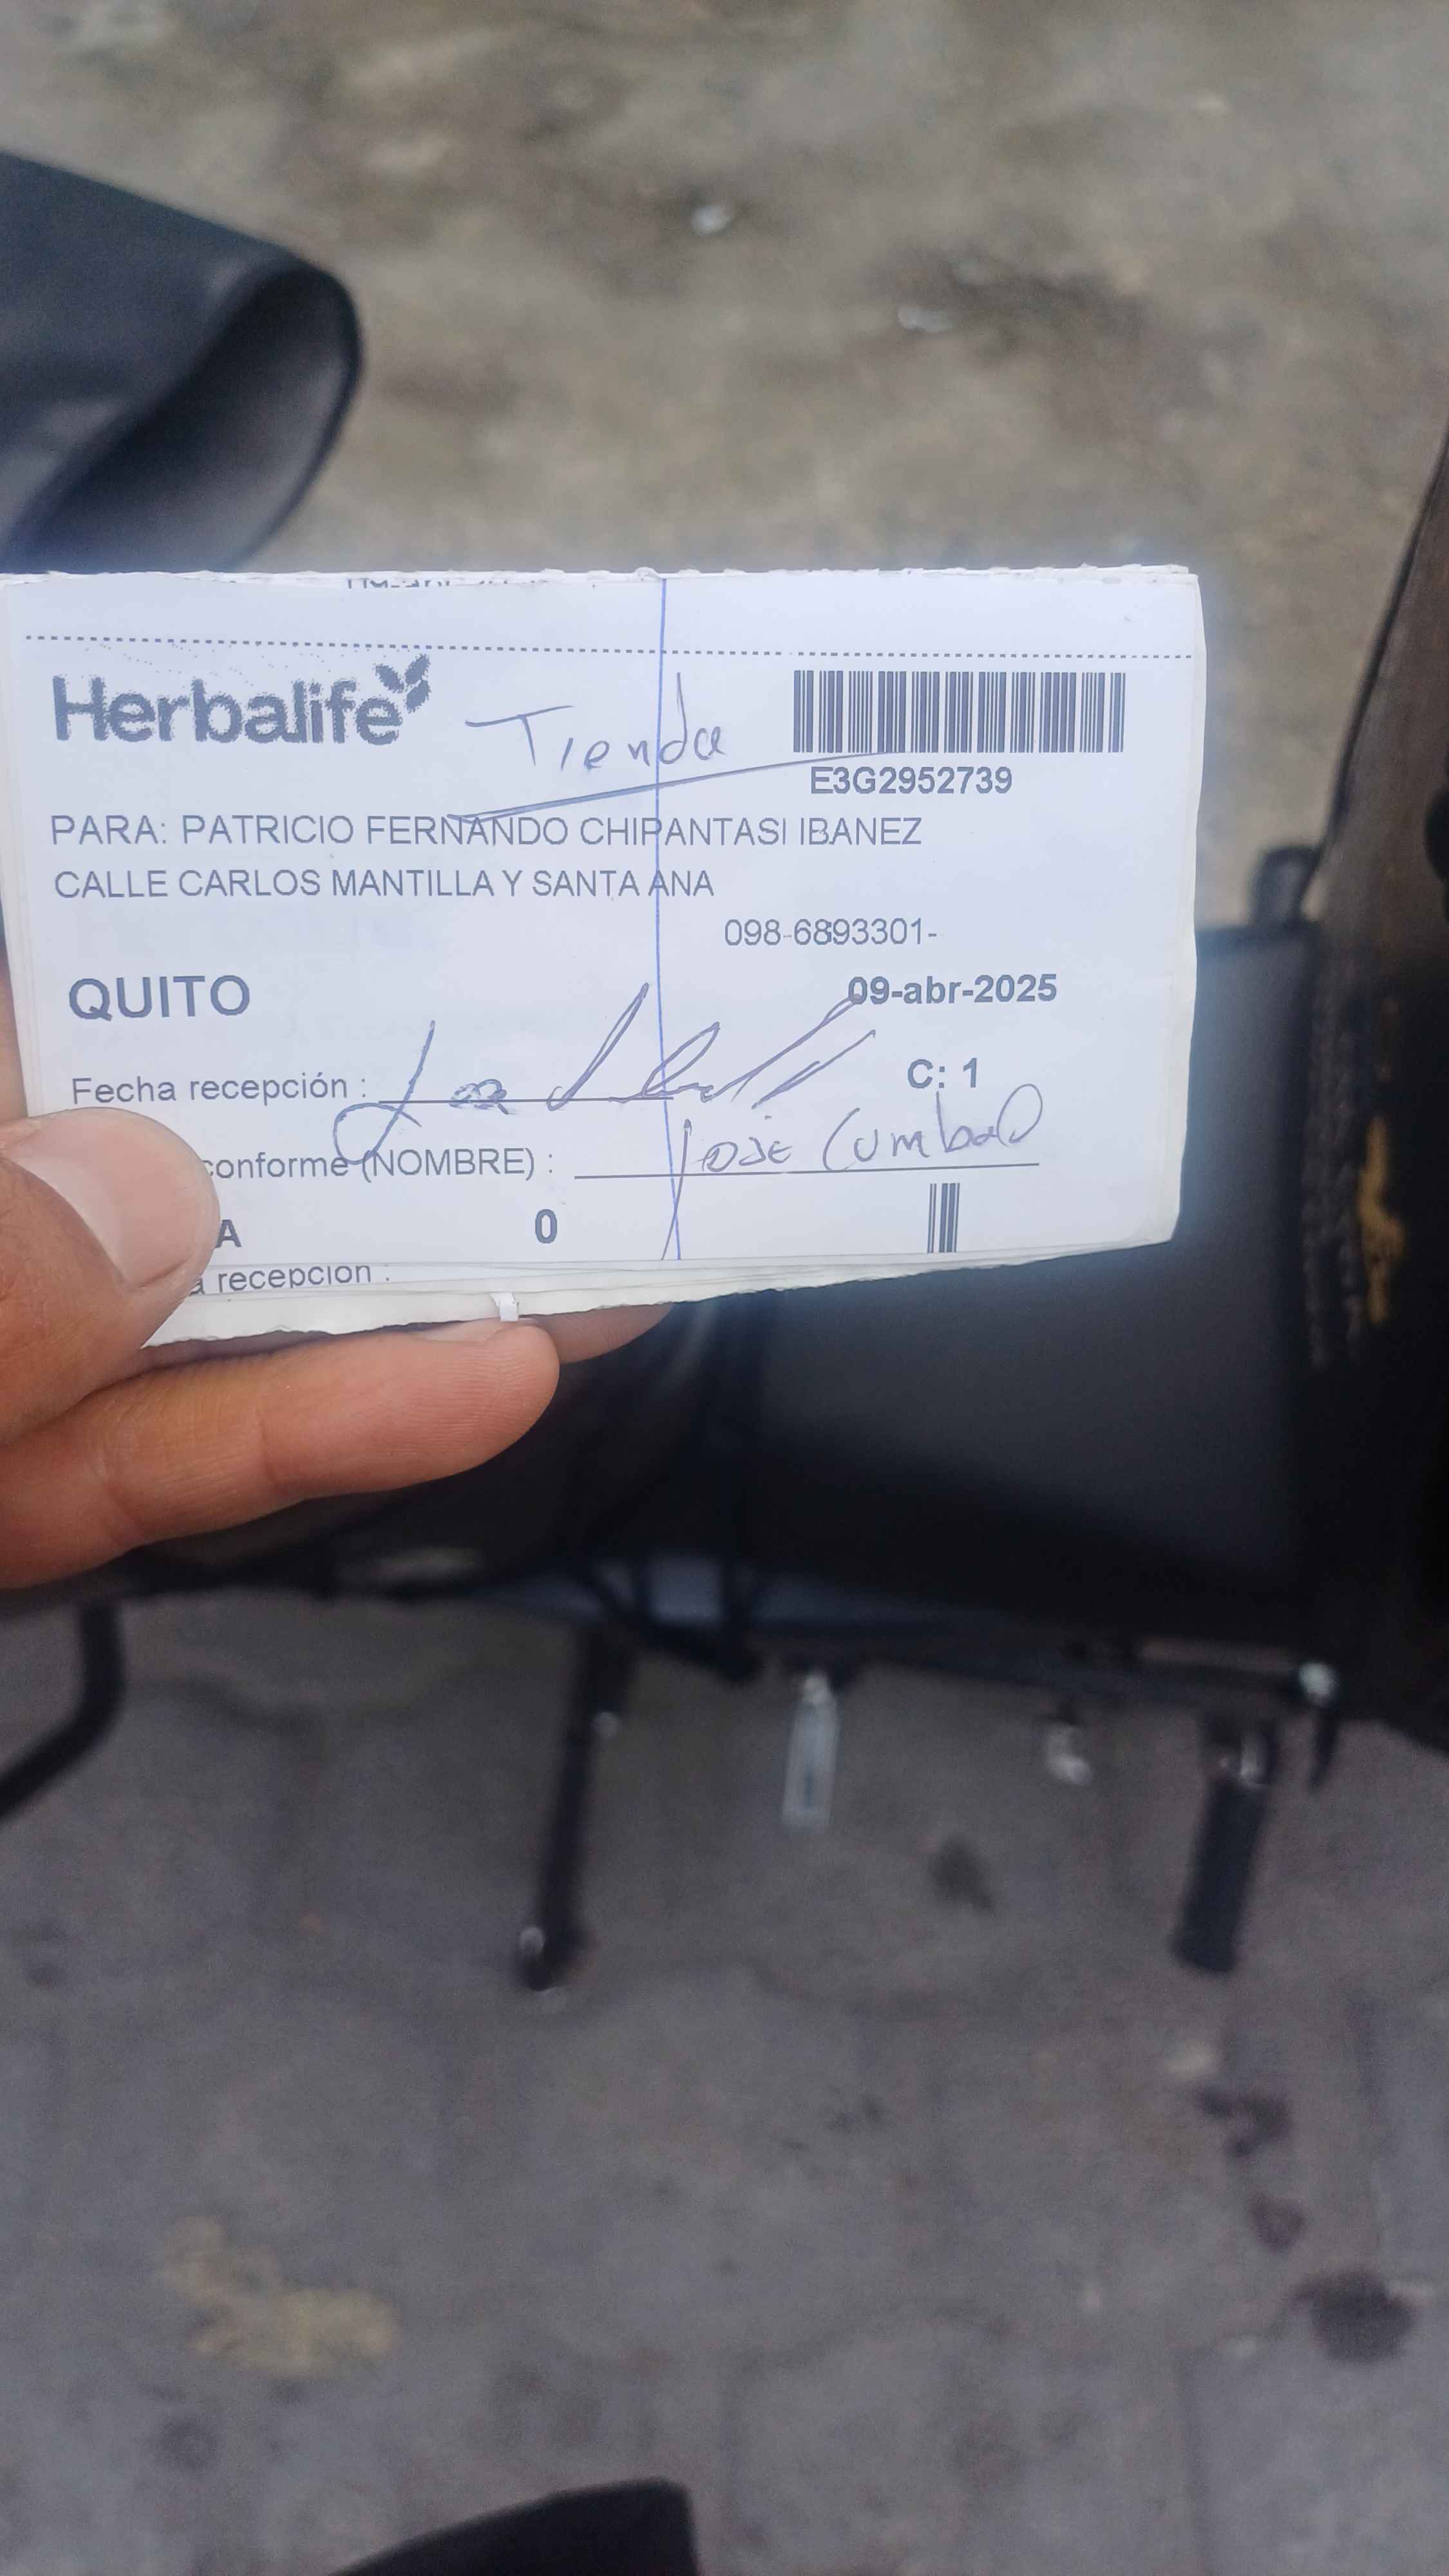 Herbalife
Tienda
E3G2952739
PARA: PATRICIO FERNANDO CHIPANTASI IBANEZ
CALLE CARLOS MANTILLA Y SANTA ANA
098-6893301-
QUITO
09-abr-2025
Fecha recepción :
C: 1
conforme (NOMBRE) : Jose Cumbal
A 0
a recepcion :